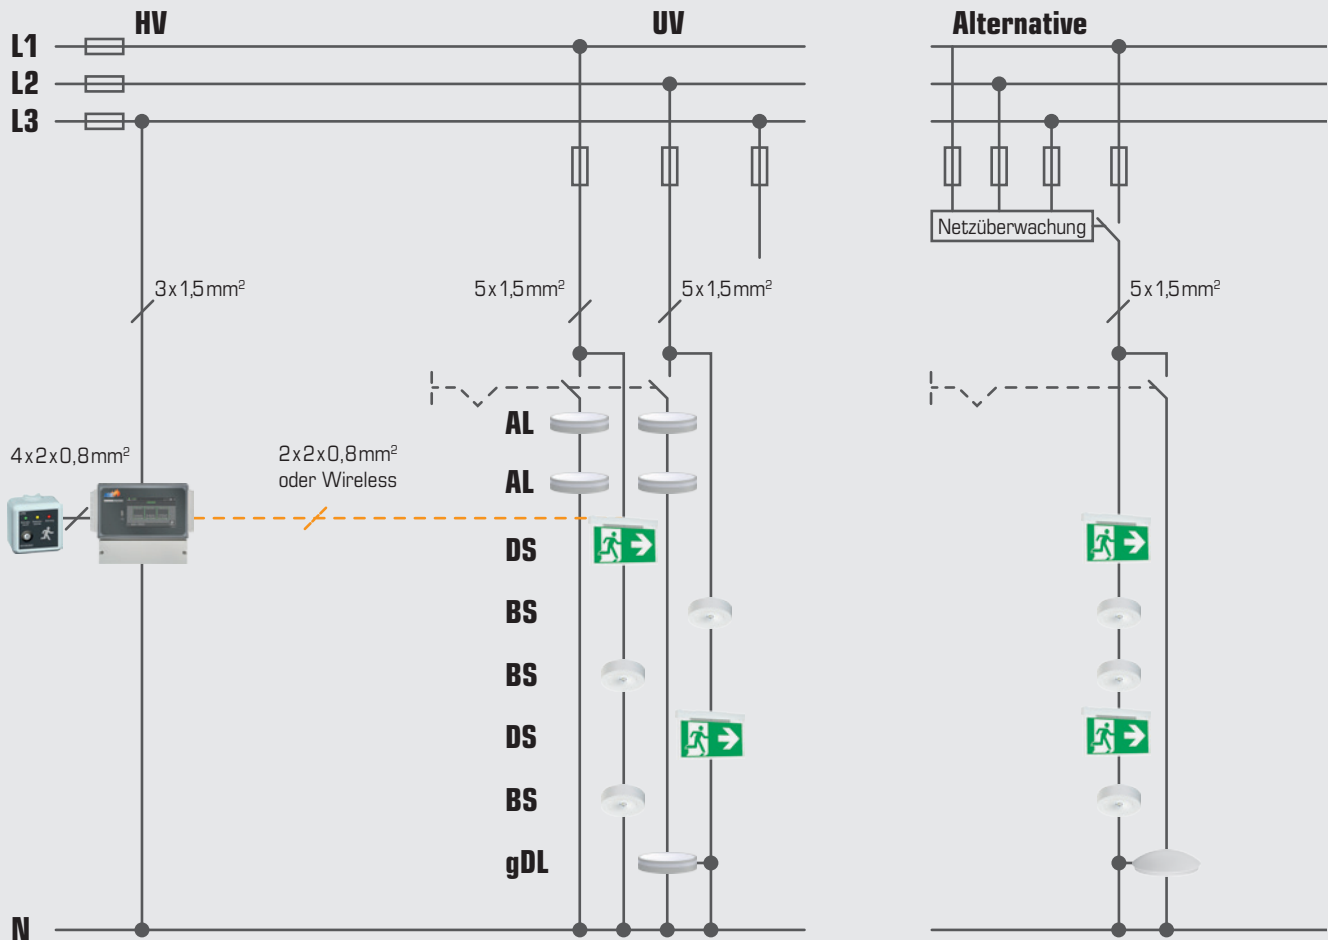 HV
UV
Alternative
L1
L2
L3
Netzüberwachung
3x1,5mm²
5x1,5mm²
5x1,5mm²
5x1,5mm²
AL
4x2x0,8mm²
2x2x0,8mm²
oder Wireless
AL
DS
BS
BS
DS
BS
gDL
N